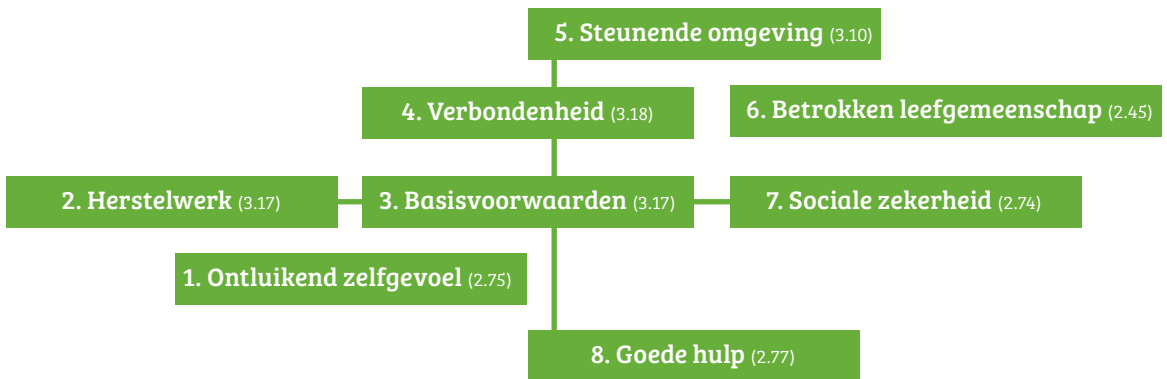 5. Steunende omgeving (3.10)
4. Verbondenheid (3.18)
6. Betrokken leefgemeenschap (2.45)
2. Herstelwerk (3.17)
3. Basisvoorwaarden (3.17)
7. Sociale zekerheid (2.74)
1. Ontluikend zelfgevoel (2.75)
8. Goede hulp (2.77)